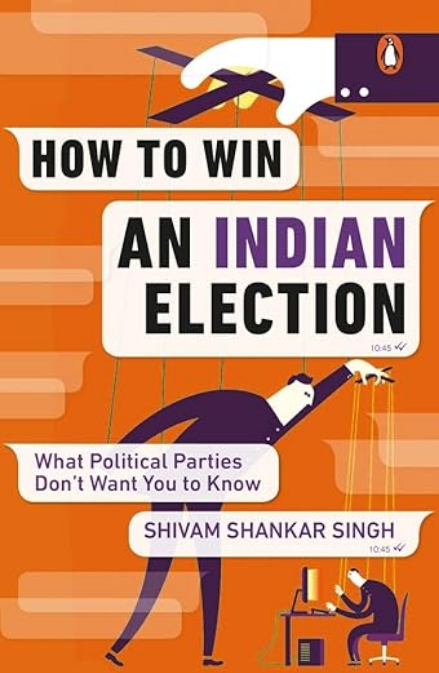 HOW TO WIN
AN INDIAN
ELECTION
10:45
What Political Parties
Don't Want You to Know
SHIVAM SHANKAR SINGH
10:45